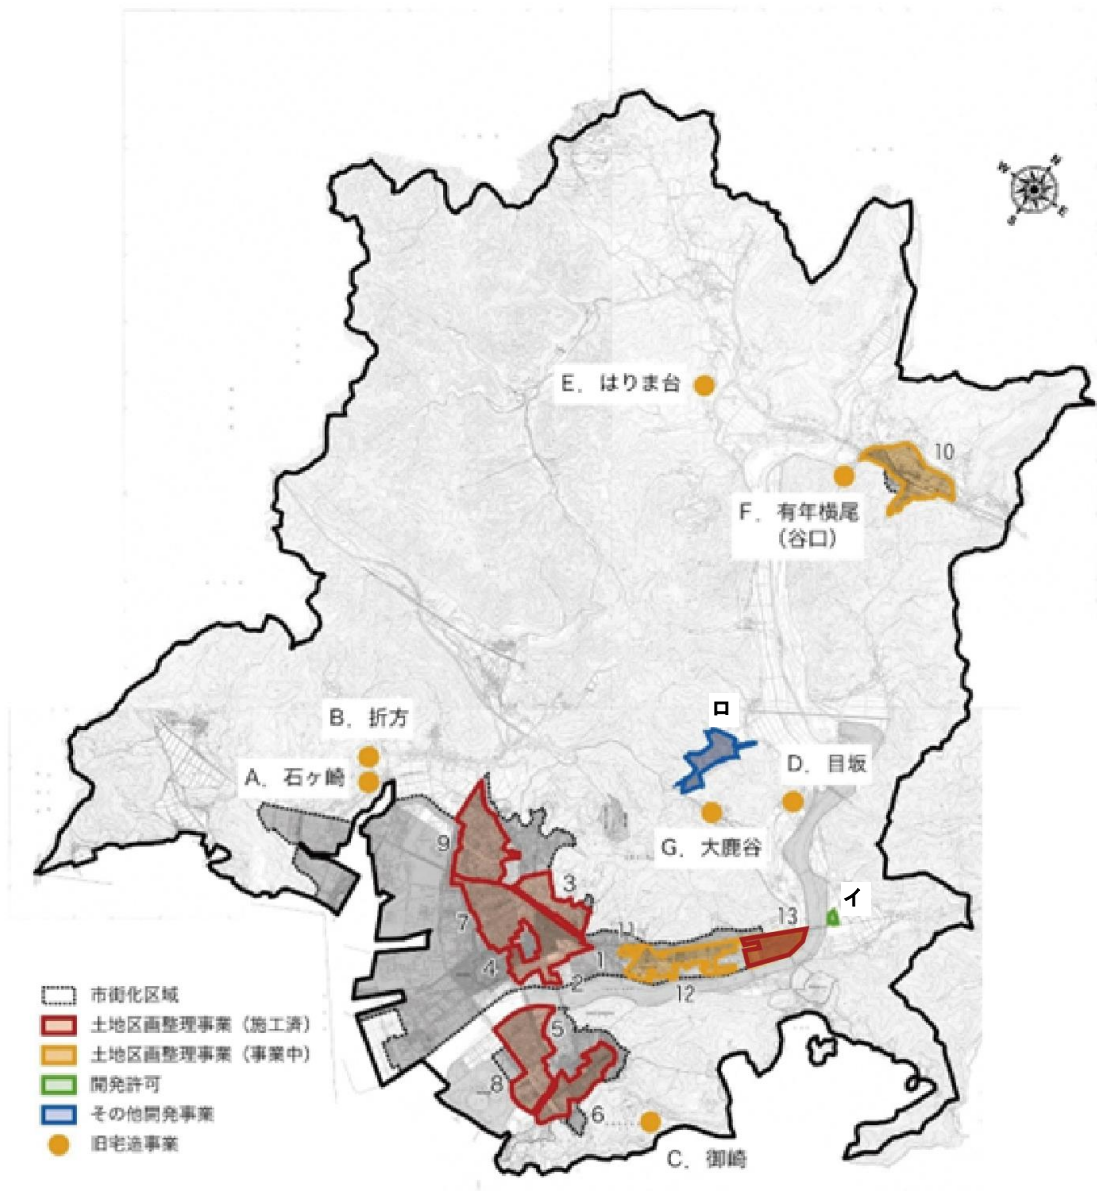 N
W
E
S
E. はりま台
10
F. 有年横尾
(谷口)
ロ
B. 折方
D. 目坂
A. 石ヶ崎
G. 大鹿谷
9
3
イ
13
7
11
1
4
2
12
5
8
6
C. 御崎
市街化区域
土地区画整理事業(施工済)
土地区画整理事業(事業中)
開発許可
その他開発事業
旧宅造事業